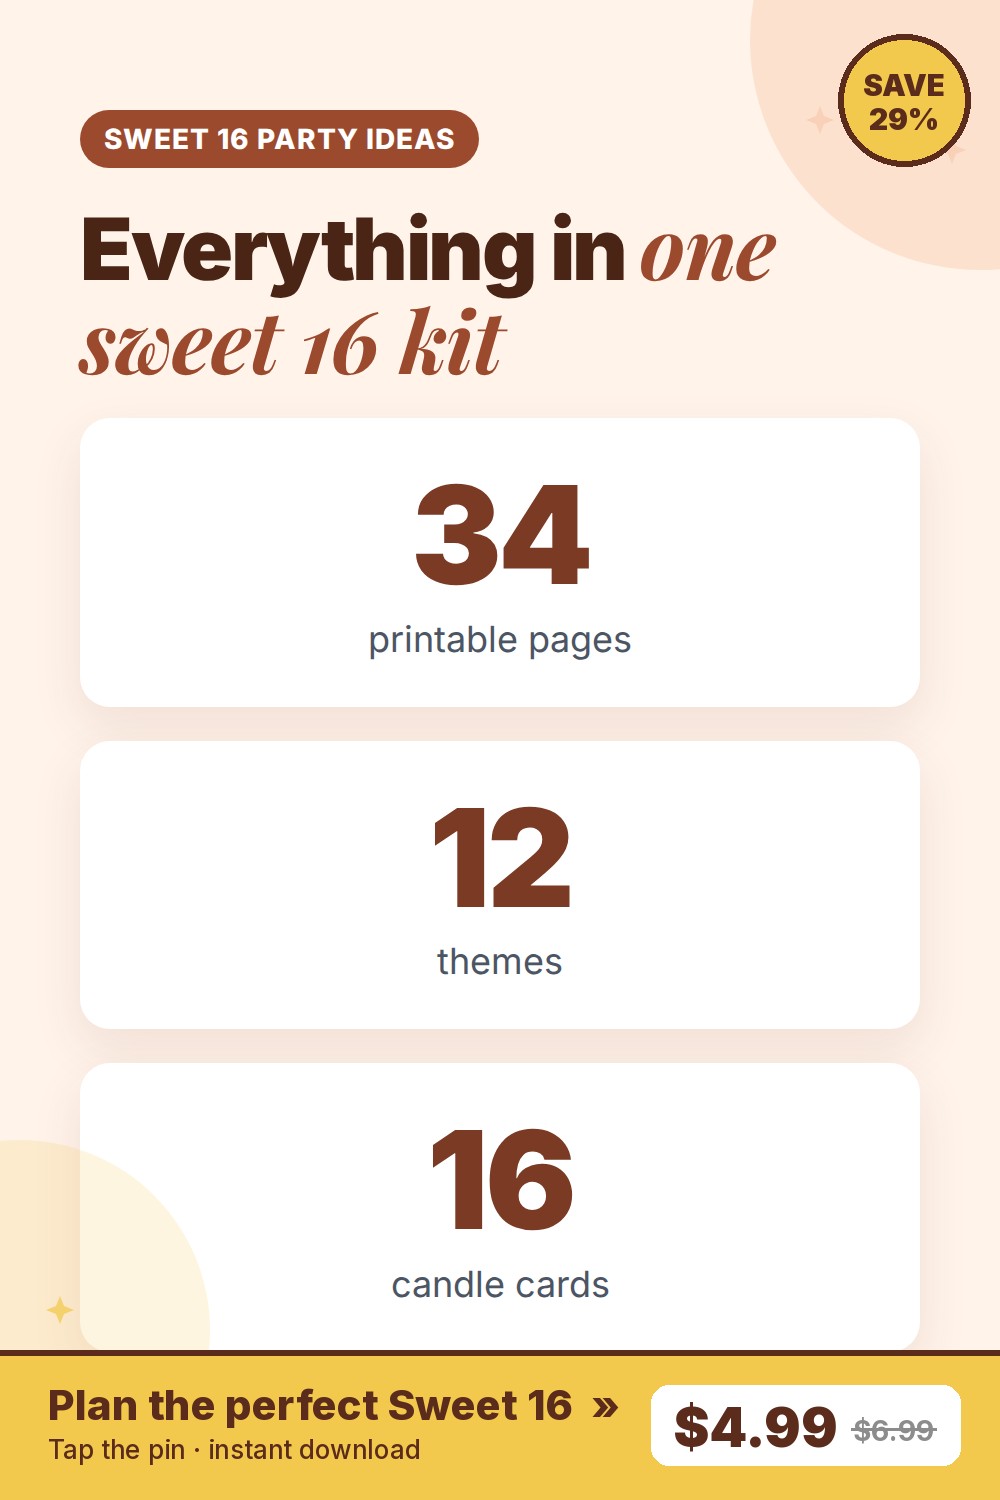 SAVE
29%
SWEET 16 PARTY IDEAS
Everything in one
sweet 16 kit
34
printable pages
12
themes
16
candle cards
Plan the perfect Sweet 16 »
Tap the pin · instant download
$4.99 $6.99